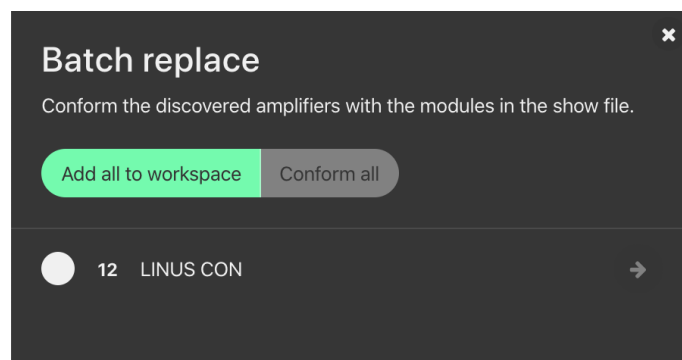 Batch replace
Conform the discovered amplifiers with the modules in the show file.
Add all to workspace Conform all
12 LINUS CON